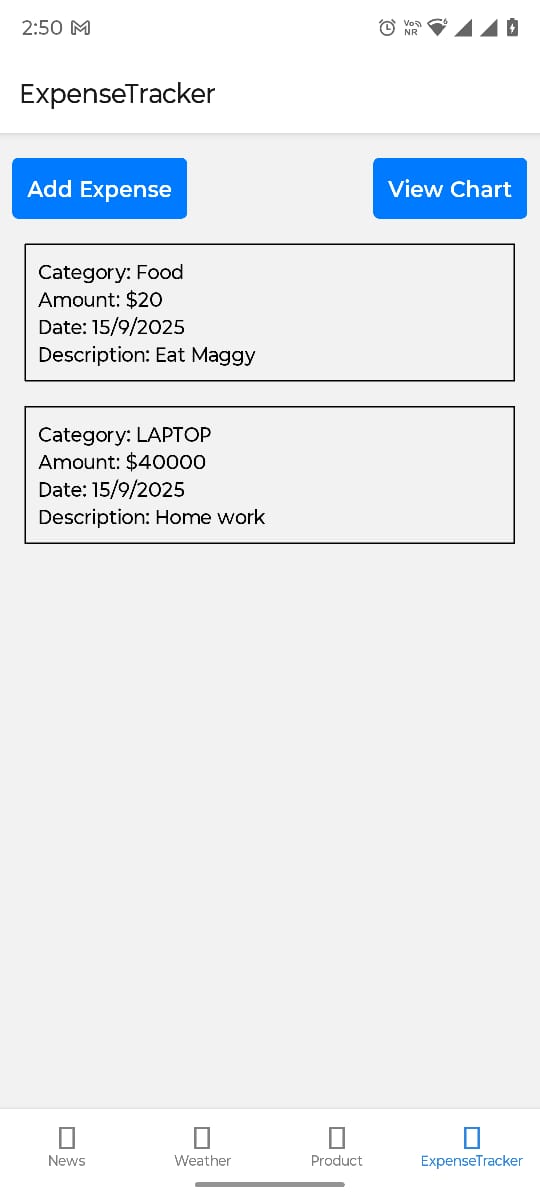 2:50
Vo NR
6
ExpenseTracker
Add Expense
View Chart
Category: Food
Amount: $20
Date: 15/9/2025
Description: Eat Maggy
Category: LAPTOP
Amount: $40000
Date: 15/9/2025
Description: Home work
News
Weather
Product
ExpenseTracker